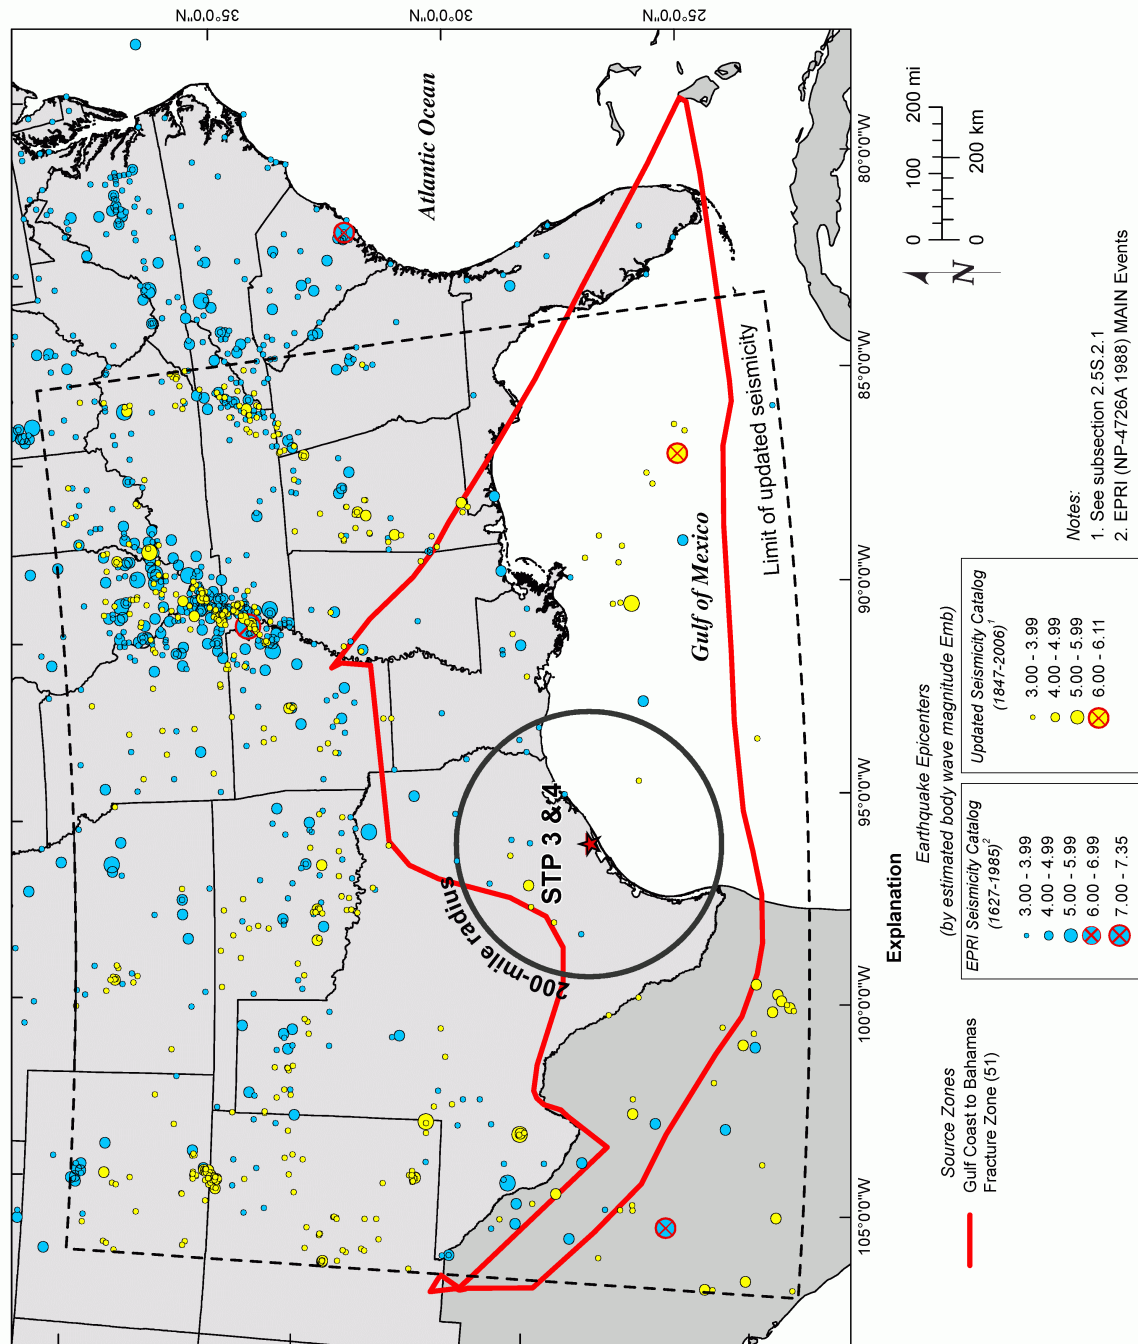 35°0'0"N
30°0'0"N
25°0'0"N
80°0'0"W
85°0'0"W
90°0'0"W
95°0'0"W
100°0'0"W
105°0'0"W
Atlantic Ocean
Gulf of Mexico
Limit of updated seismicity
STP 3 & 4
200-mile radius
0 100 200 mi
0 200 km
N
Explanation
Source Zones
Gulf Coast to Bahamas
Fracture Zone (51)
Earthquake Epicenters
(by estimated body wave magnitude Emb)
EPRI Seismicity Catalog
(1627-1985)²
3.00 - 3.99
4.00 - 4.99
5.00 - 5.99
6.00 - 6.99
7.00 - 7.35
Updated Seismicity Catalog
(1847-2006)¹
3.00 - 3.99
4.00 - 4.99
5.00 - 5.99
6.00 - 6.11
Notes:
1. See subsection 2.5S.2.1
2. EPRI (NP-4726A 1988) MAIN Events